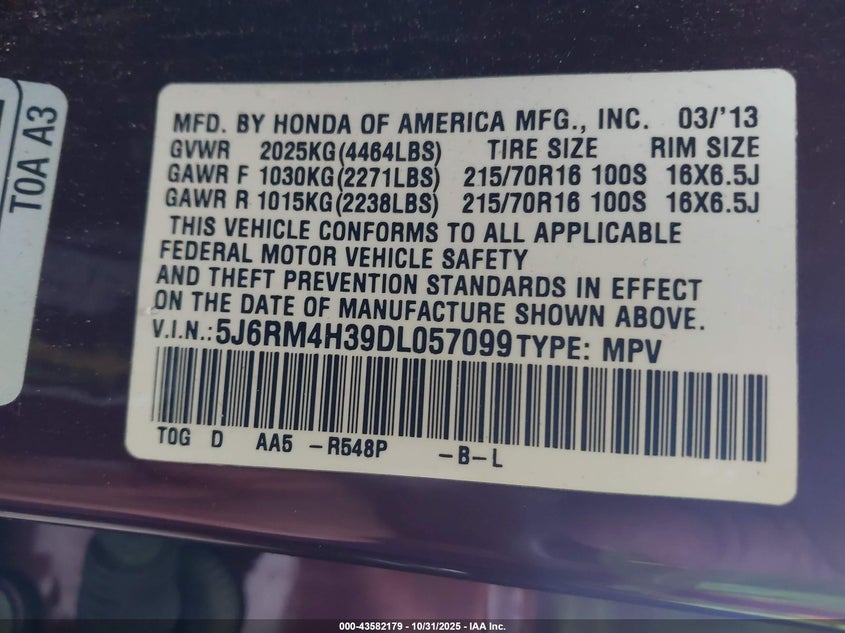 TOA A3
MFD. BY HONDA OF AMERICA MFG., INC. 03/'13
GVWR 2025KG(4464LBS) TIRE SIZE RIM SIZE
GAWR F 1030KG(2271LBS) 215/70R16 100S 16X6.5J
GAWR R 1015KG(2238LBS) 215/70R16 100S 16X6.5J
THIS VEHICLE CONFORMS TO ALL APPLICABLE
FEDERAL MOTOR VEHICLE SAFETY
AND THEFT PREVENTION STANDARDS IN EFFECT
ON THE DATE OF MANUFACTURE SHOWN ABOVE.
V.I.N.: 5J6RM4H39DL057099 TYPE: MPV
T0G D AA5 -R548P -B-L
000-43582179 - 10/31/2025 - IAA Inc.